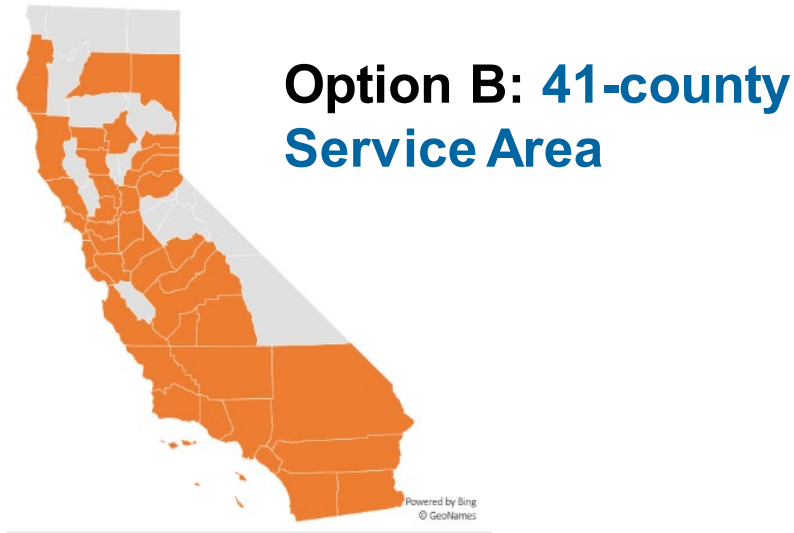 Option B: 41-county
Service Area
Powered by Bing
© GeoNames